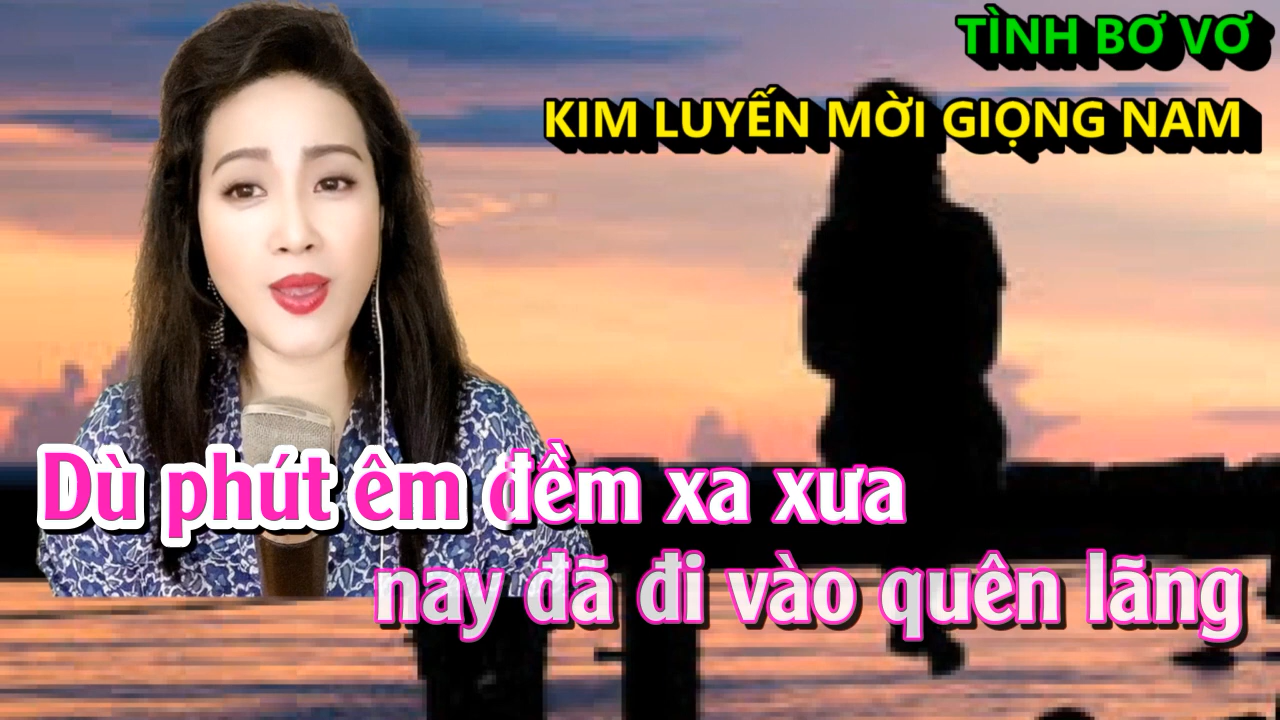 TÌNH BƠ VƠ
KIM LUYẾN MỜI GIỌNG NAM
Dù phút êm đềm xa xưa
nay đã đi vào quên lãng